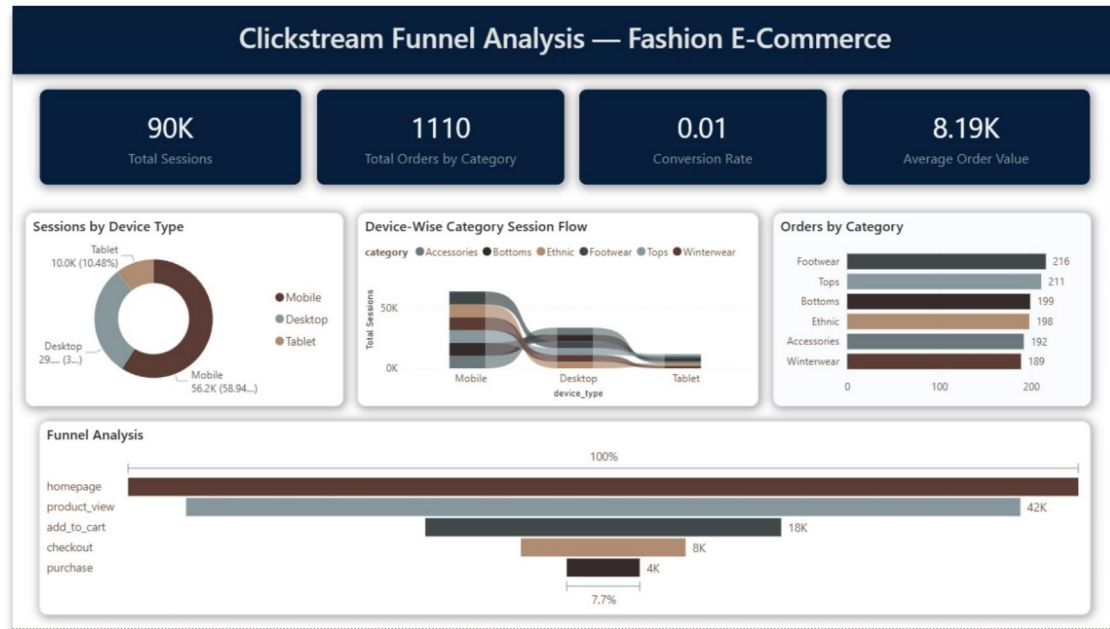 Clickstream Funnel Analysis — Fashion E-Commerce
90K
Total Sessions
1110
Total Orders by Category
0.01
Conversion Rate
8.19K
Average Order Value
Sessions by Device Type
Tablet
10.0K (10.48%)
Desktop
29.... (3...)
Mobile
56.2K (58.94...)
Mobile
Desktop
Tablet
Device-Wise Category Session Flow
category Accessories Bottoms Ethnic Footwear Tops Winterwear
Total Sessions
50K
0K
Mobile Desktop Tablet
device_type
Orders by Category
Footwear 216
Tops 211
Bottoms 199
Ethnic 198
Accessories 192
Winterwear 189
0 100 200
Funnel Analysis
100%
homepage
product_view 42K
add_to_cart 18K
checkout 8K
purchase 4K
7.7%